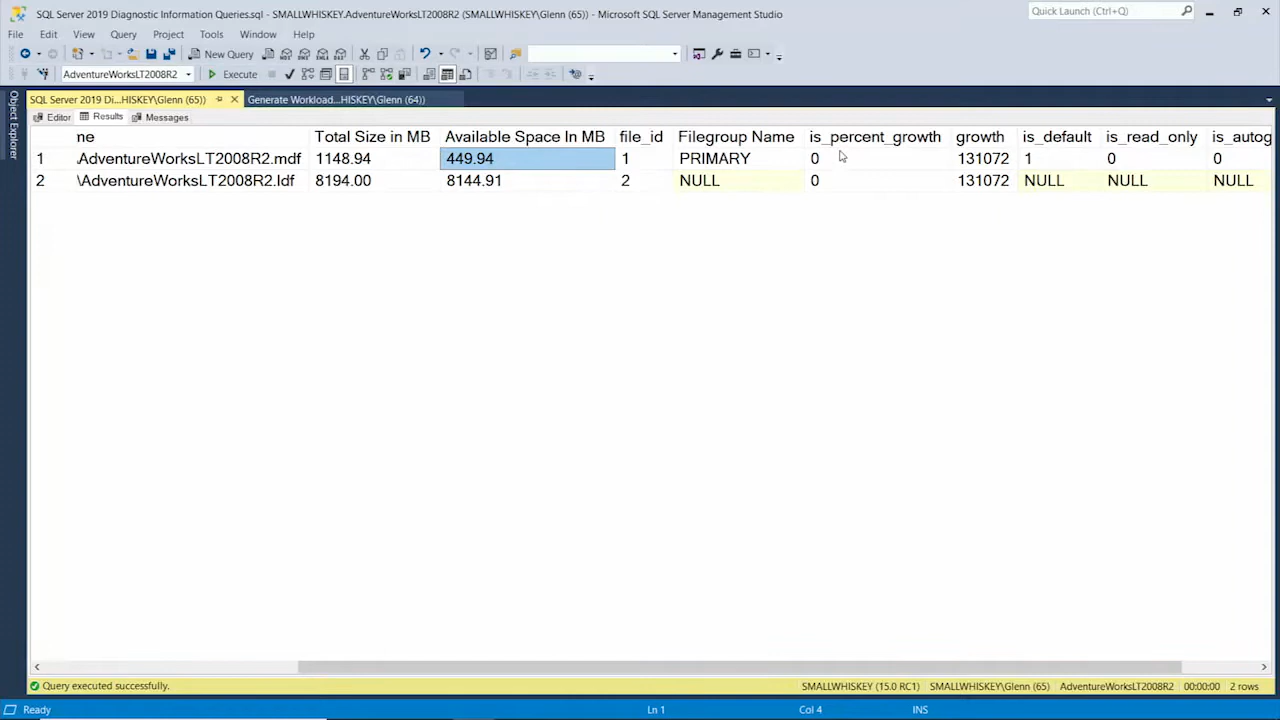 SQL Server 2019 Diagnostic Information Queries.sql - SMALLWHISKEY.AdventureWorksLT2008R2 (SMALLWHISKEY\Glenn (65)) - Microsoft SQL Server Management Studio
Quick Launch (Ctrl+Q)
File Edit View Query Project Tools Window Help
New Query
AdventureWorksLT2008R2 Execute
Object Explorer
SQL Server 2019 Di...HISKEY\Glenn (65)) Generate Workload...HISKEY\Glenn (64))
Editor Results Messages
ne Total Size in MB Available Space In MB file_id Filegroup Name is_percent_growth growth is_default is_read_only is_autog
1 \AdventureWorksLT2008R2.mdf 1148.94 449.94 1 PRIMARY 0 131072 1 0 0
2 \AdventureWorksLT2008R2.ldf 8194.00 8144.91 2 NULL 0 131072 NULL NULL NULL
Query executed successfully. SMALLWHISKEY (15.0 RC1) SMALLWHISKEY\Glenn (65) AdventureWorksLT2008R2 00:00:00 2 rows
Ready Ln 1 Col 4 INS